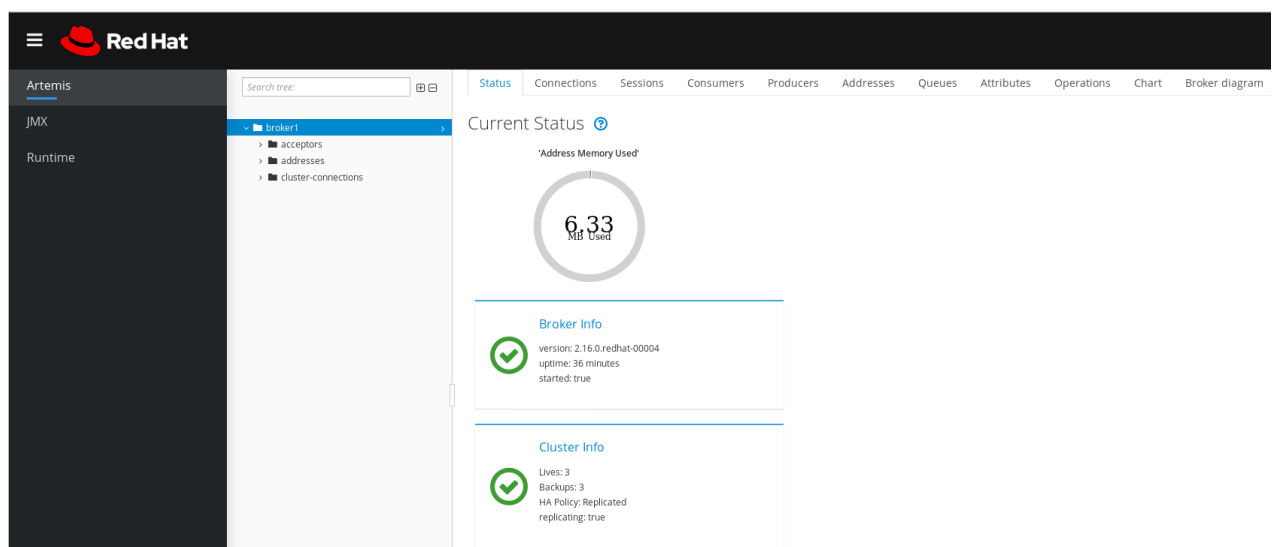 Red Hat
Artemis
JMX
Runtime
Search tree:
broker1
acceptors
addresses
cluster-connections
Status Connections Sessions Consumers Producers Addresses Queues Attributes Operations Chart Broker diagram
Current Status
'Address Memory Used'
6.33
MB Used
Broker Info
version: 2.16.0.redhat-00004
uptime: 36 minutes
started: true
Cluster Info
Lives: 3
Backups: 3
HA Policy: Replicated
replicating: true